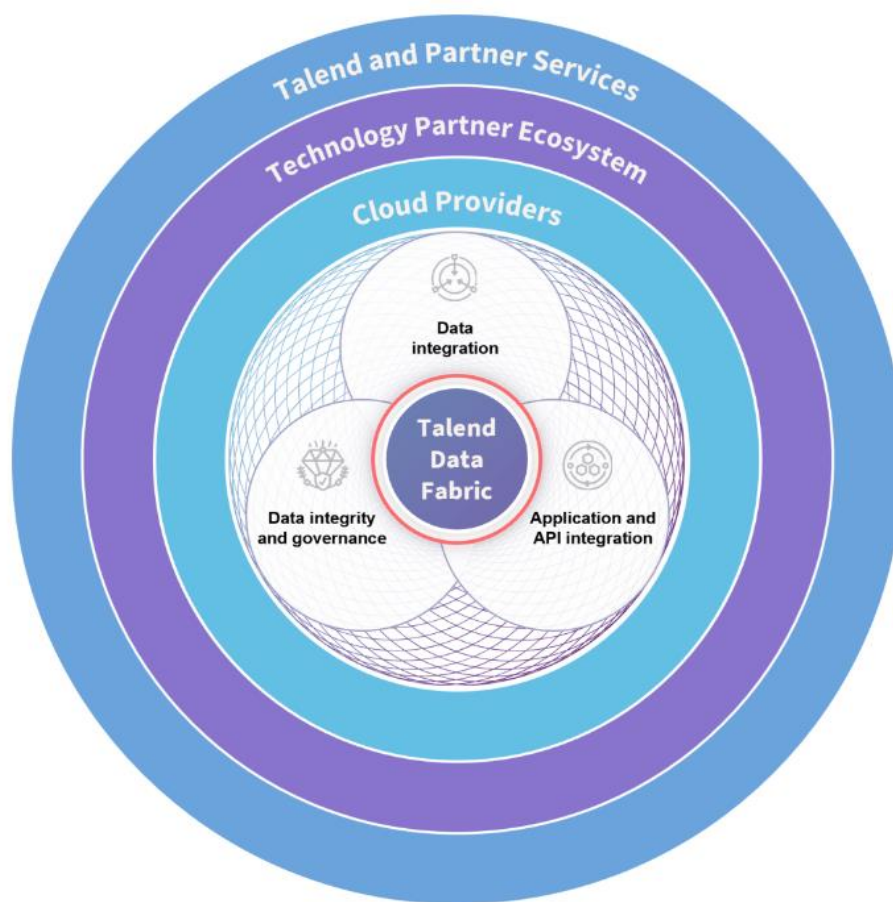 Talend and Partner Services
Technology Partner Ecosystem
Cloud Providers
Data
integration
Talend
Data
Fabric
Data integrity
and governance
Application and
API integration